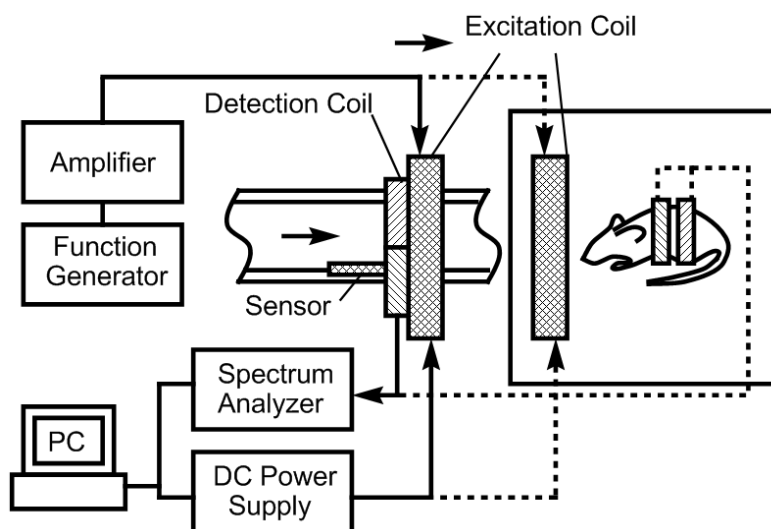 Excitation Coil
Detection Coil
Amplifier
Function
Generator
Sensor
Spectrum
Analyzer
PC
DC Power
Supply